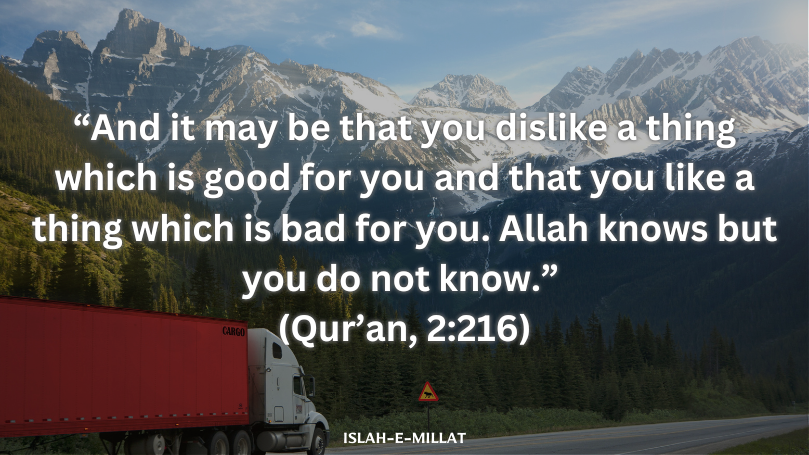 “And it may be that you dislike a thing
which is good for you and that you like a
thing which is bad for you. Allah knows but
you do not know.”
(Qur’an, 2:216)
CARGO
ISLAH-E-MILLAT